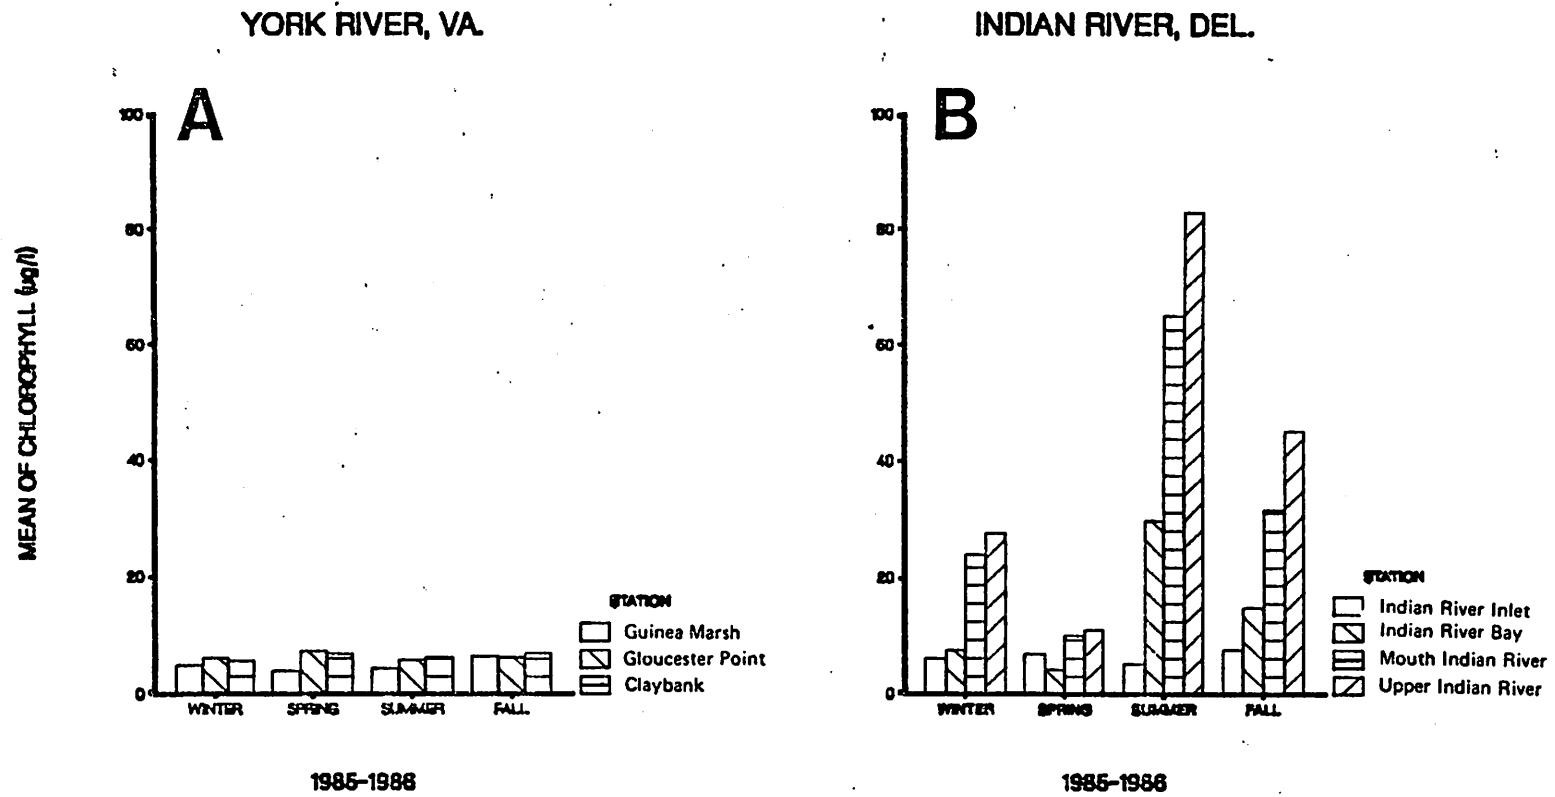 YORK RIVER, VA.
A
MEAN OF CHLOROPHYLL (ug/l)
100
80
60
40
20
0
WINTER SPRING SUMMER FALL
STATION
Guinea Marsh
Gloucester Point
Claybank
1985-1986
INDIAN RIVER, DEL.
B
100
80
60
40
20
0
WINTER SPRING SUMMER FALL
STATION
Indian River Inlet
Indian River Bay
Mouth Indian River
Upper Indian River
1985-1986